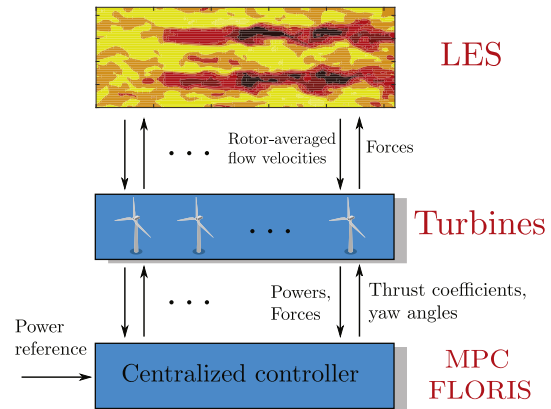 LES
Rotor-averaged
flow velocities
Forces
. . .
Turbines
. . .
. . .
Powers,
Forces
Thrust coefficients,
yaw angles
Power
reference
Centralized controller
MPC
FLORIS